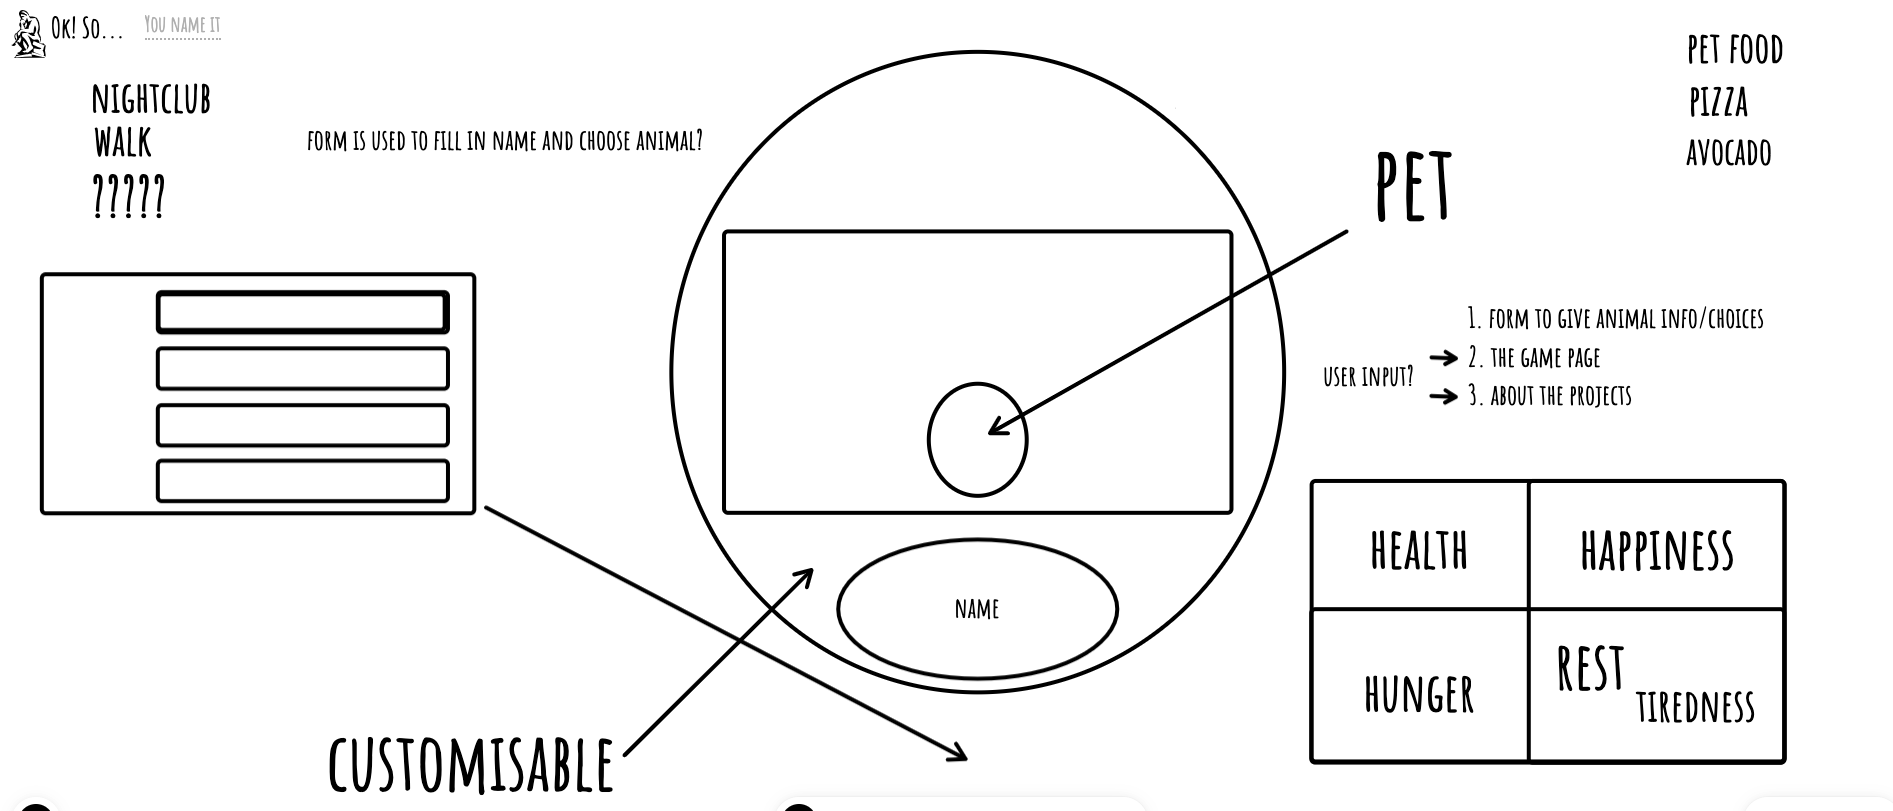 Ok! So... You name it
NIGHTCLUB
WALK
?????
FORM IS USED TO FILL IN NAME AND CHOOSE ANIMAL?
PET FOOD
PIZZA
AVOCADO
PET
1. FORM TO GIVE ANIMAL INFO/CHOICES
USER INPUT?
2. THE GAME PAGE
3. ABOUT THE PROJECTS
NAME
HEALTH
HAPPINESS
HUNGER
REST
TIREDNESS
CUSTOMISABLE